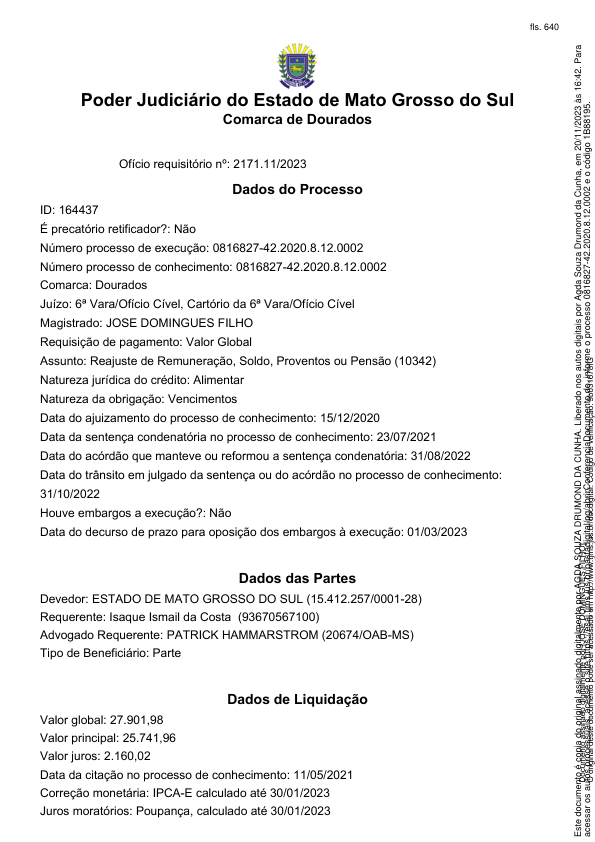 fls. 640
Poder Judiciário do Estado de Mato Grosso do Sul
Comarca de Dourados
Ofício requisitório nº: 2171.11/2023
Dados do Processo
ID: 164437
É precatório retificador?: Não
Número processo de execução: 0816827-42.2020.8.12.0002
Número processo de conhecimento: 0816827-42.2020.8.12.0002
Comarca: Dourados
Juízo: 6ª Vara/Ofício Cível, Cartório da 6ª Vara/Ofício Cível
Magistrado: JOSE DOMINGUES FILHO
Requisição de pagamento: Valor Global
Assunto: Reajuste de Remuneração, Soldo, Proventos ou Pensão (10342)
Natureza jurídica do crédito: Alimentar
Natureza da obrigação: Vencimentos
Data do ajuizamento do processo de conhecimento: 15/12/2020
Data da sentença condenatória no processo de conhecimento: 23/07/2021
Data do acórdão que manteve ou reformou a sentença condenatória: 31/08/2022
Data do trânsito em julgado da sentença ou do acórdão no processo de conhecimento:
31/10/2022
Houve embargos a execução?: Não
Data do decurso de prazo para oposição dos embargos à execução: 01/03/2023
Dados das Partes
Devedor: ESTADO DE MATO GROSSO DO SUL (15.412.257/0001-28)
Requerente: Isaque Ismail da Costa (93670567100)
Advogado Requerente: PATRICK HAMMARSTROM (20674/OAB-MS)
Tipo de Beneficiário: Parte
Dados de Liquidação
Valor global: 27.901,98
Valor principal: 25.741,96
Valor juros: 2.160,02
Data da citação no processo de conhecimento: 11/05/2021
Correção monetária: IPCA-E calculado até 30/01/2023
Juros moratórios: Poupança, calculado até 30/01/2023
Este documento é copia do original assinado digitalmente por AGDA SOUZA DRUMOND DA CUNHA. Liberado nos autos digitais por Agda Souza Drumond da Cunha, em 20/11/2023 às 16:42. Para
acessar os autos processo 0816827-42.2020.8.12.0002 e o código 1B88195.